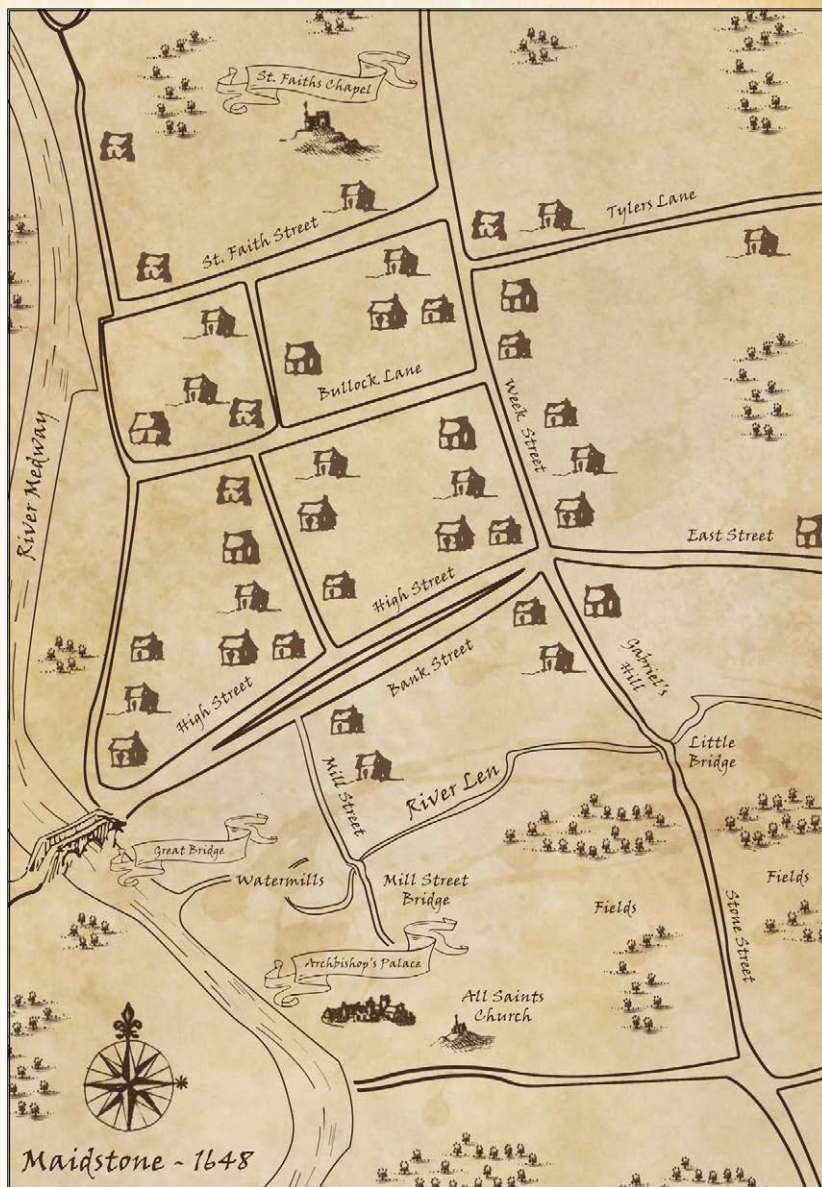 St. Faiths Chapel
Tylers Lane
St. Faith Street
Bullock Lane
Week Street
River Medway
East Street
High Street
Gabriel's
Hill
Bank Street
High Street
Little
Bridge
Mill Street
River Len
Great Bridge
Watermills
Mill Street
Bridge
Fields
Fields
Stone Street
Archbishop's Palace
All Saints
Church
Maidstone - 1648